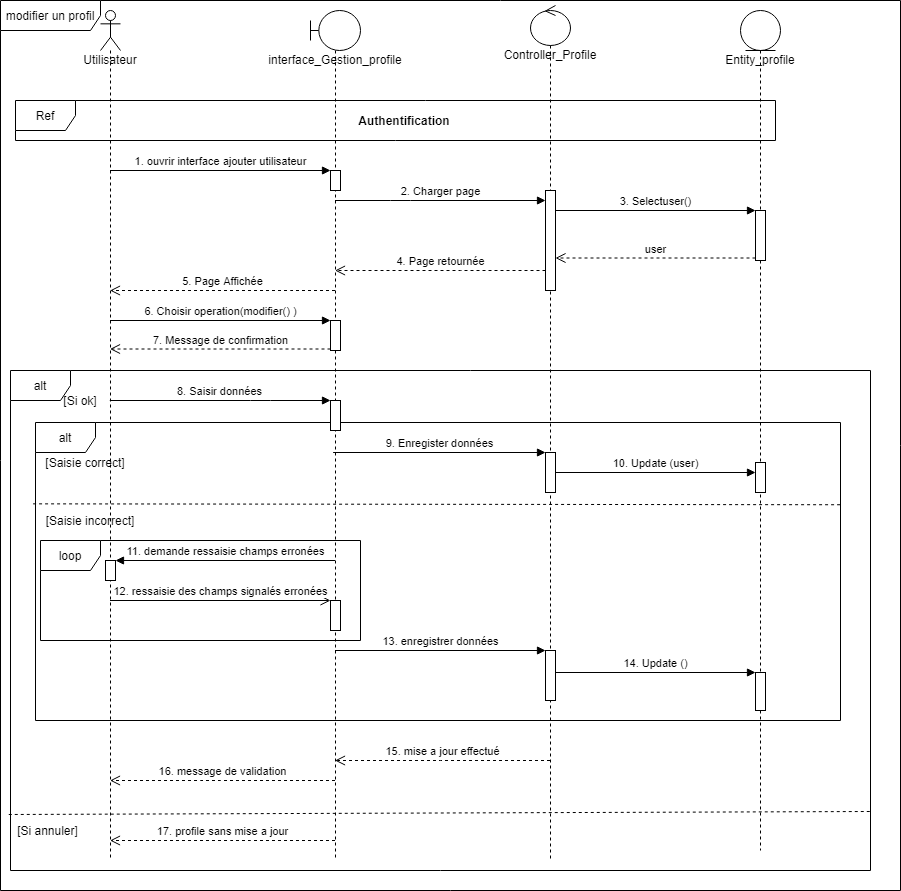 modifier un profil
Utilisateur
interface_Gestion_profile
Controller_Profile
Entity_profile
Ref
Authentification
1. ouvrir interface ajouter utilisateur
2. Charger page
3. Selectuser()
user
4. Page retournée
5. Page Affichée
6. Choisir operation(modifier() )
7. Message de confirmation
alt
[Si ok]
8. Saisir données
alt
9. Enregister données
[Saisie correct]
10. Update (user)
[Saisie incorrect]
loop
11. demande ressaisie champs erronées
12. ressaisie des champs signalés erronées
13. enregistrer données
14. Update ()
15. mise a jour effectué
16. message de validation
[Si annuler]
17. profile sans mise a jour